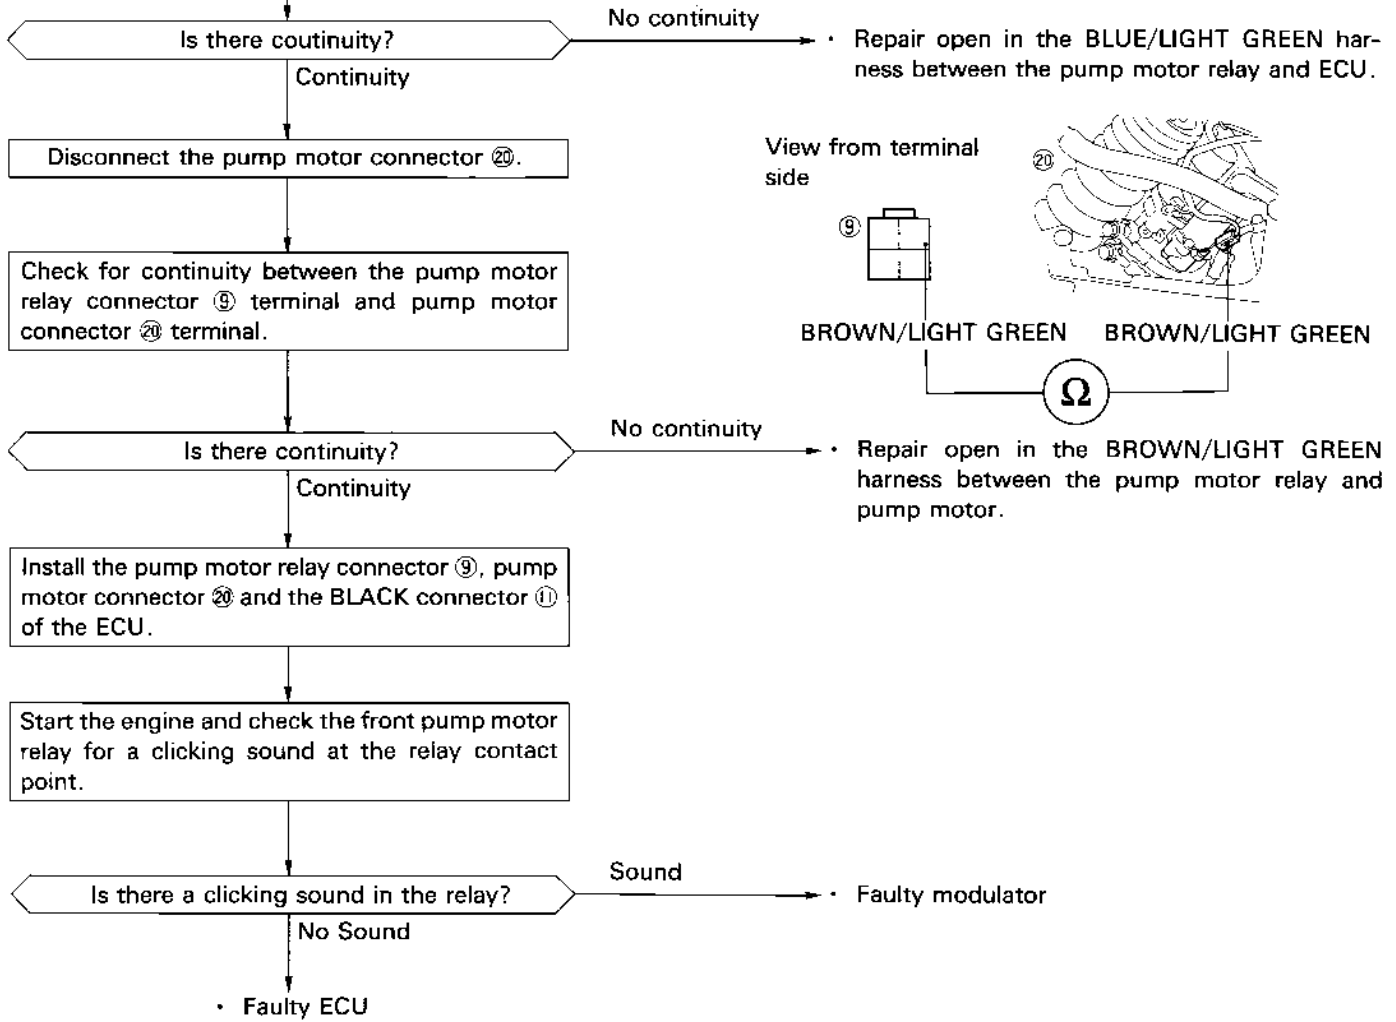 No continuity
Is there coutinuity?
Continuity
· Repair open in the BLUE/LIGHT GREEN har-
ness between the pump motor relay and ECU.
Disconnect the pump motor connector ⑳.
View from terminal
side
⑨
⑳
Check for continuity between the pump motor
relay connector ⑨ terminal and pump motor
connector ⑳ terminal.
BROWN/LIGHT GREEN
BROWN/LIGHT GREEN
Ω
Is there continuity?
No continuity
Continuity
· Repair open in the BROWN/LIGHT GREEN
harness between the pump motor relay and
pump motor.
Install the pump motor relay connector ⑨, pump
motor connector ⑳ and the BLACK connector ⑪
of the ECU.
Start the engine and check the front pump motor
relay for a clicking sound at the relay contact
point.
Is there a clicking sound in the relay?
Sound
· Faulty modulator
No Sound
· Faulty ECU